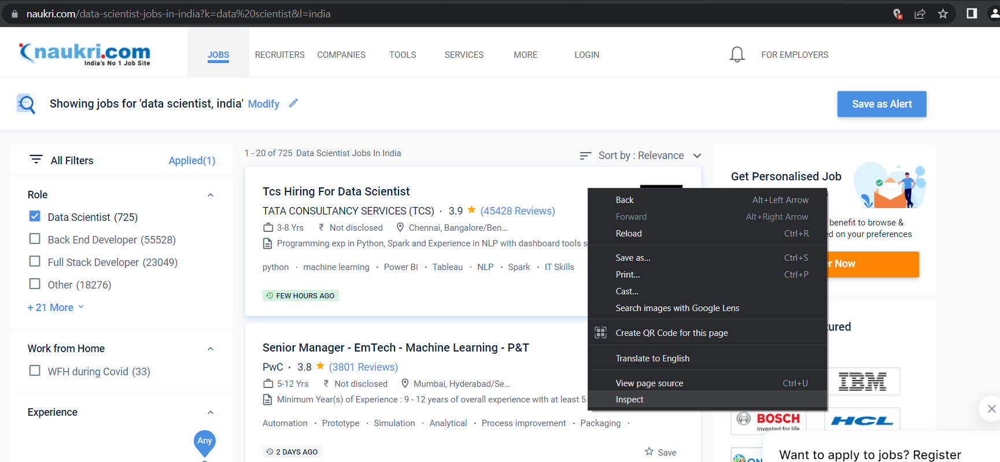 naukri.com/data-scientist-jobs-in-india?k=data%20scientist&l=india
naukri.com
India's No 1 Job Site
JOBS
RECRUITERS
COMPANIES
TOOLS
SERVICES
MORE
LOGIN
FOR EMPLOYERS
Showing jobs for 'data scientist, india' Modify
Save as Alert
All Filters
Applied(1)
Role
Data Scientist (725)
Back End Developer (55528)
Full Stack Developer (23049)
Other (18276)
+ 21 More
Work from Home
WFH during Covid (33)
Experience
Any
1 - 20 of 725 Data Scientist Jobs In India
Sort by : Relevance
Tcs Hiring For Data Scientist
TATA CONSULTANCY SERVICES (TCS) · 3.9 (45428 Reviews)
3-8 Yrs ₹ Not disclosed Chennai, Bangalore/Ben...
Programming exp in Python, Spark and Experience in NLP with dashboard tools s
python · machine learning · Power Bi · Tableau · NLP · Spark · IT Skills
FEW HOURS AGO
Senior Manager - EmTech - Machine Learning - P&T
PwC · 3.8 (3801 Reviews)
5-12 Yrs ₹ Not disclosed Mumbai, Hyderabad/Se...
Minimum Year(s) of Experience : 9 - 12 years of overall experience with at least 5
Automation · Prototype · Simulation · Analytical · Process improvement · Packaging ·
2 DAYS AGO
Save
Back Alt+Left Arrow
Forward Alt+Right Arrow
Reload Ctrl+R
Save as... Ctrl+S
Print... Ctrl+P
Cast...
Search images with Google Lens
Create QR Code for this page
Translate to English
View page source Ctrl+U
Inspect
Get Personalised Job
benefit to browse &
on your preferences
Now
IBM
BOSCH
Invented for life
HCL
Want to apply to jobs? Register